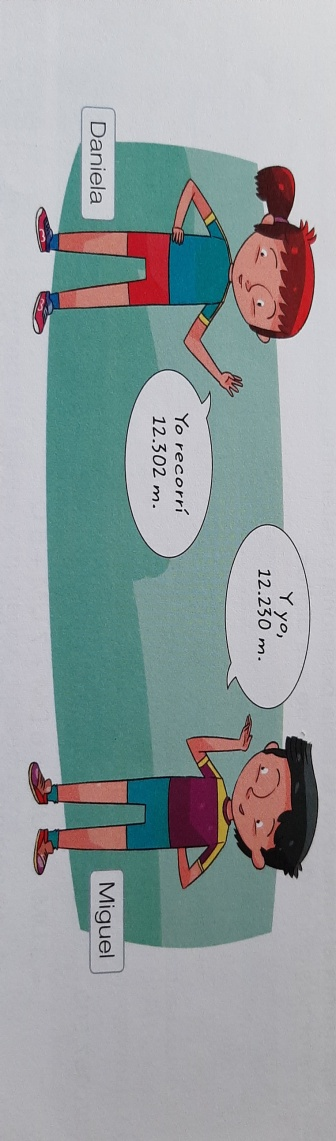 Yo recorrí
12.302 m.
Y yo,
12.230 m.
Daniela
Miguel